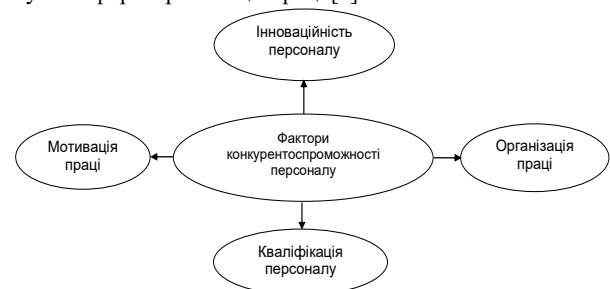 Інноваційність
персоналу
Мотивація
праці
Фактори
конкурентоспроможності
персоналу
Організація
праці
Кваліфікація
персоналу